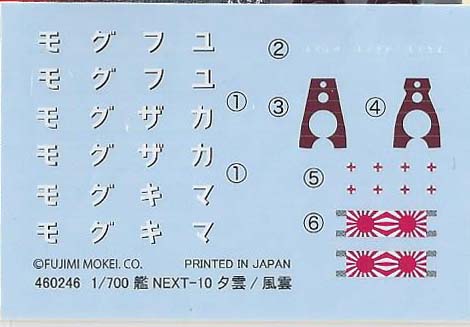 モ グ フ ユ
モ グ フ ユ
モ グ ザ カ
モ グ ザ カ
モ グ キ マ
モ グ キ マ
①
①
②
③
④
⑤
⑥
©FUJIMI MOKEI. CO. PRINTED IN JAPAN
460246 1/700 艦 NEXT-10 夕雲 / 風雲